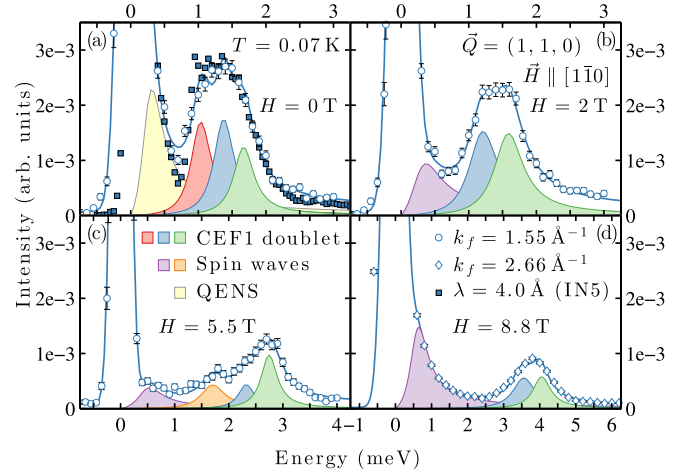 0 1 2 3
0 1 2 3
3e−3
2e−3
1e−3
0
(a)
T = 0.07 K
H = 0 T
3e−3
2e−3
1e−3
0
(b)
Q⃗ = (1, 1, 0)
H⃗ ∥ [11̄0]
H = 2 T
Intensity (arb. units)
3e−3
2e−3
1e−3
0
(c)
CEF1 doublet
Spin waves
QENS
H = 5.5 T
3e−3
2e−3
1e−3
0
(d)
k_f = 1.55 Å⁻¹
k_f = 2.66 Å⁻¹
λ = 4.0 Å (IN5)
H = 8.8 T
0 1 2 3 4
−1 0 1 2 3 4 5 6
Energy (meV)